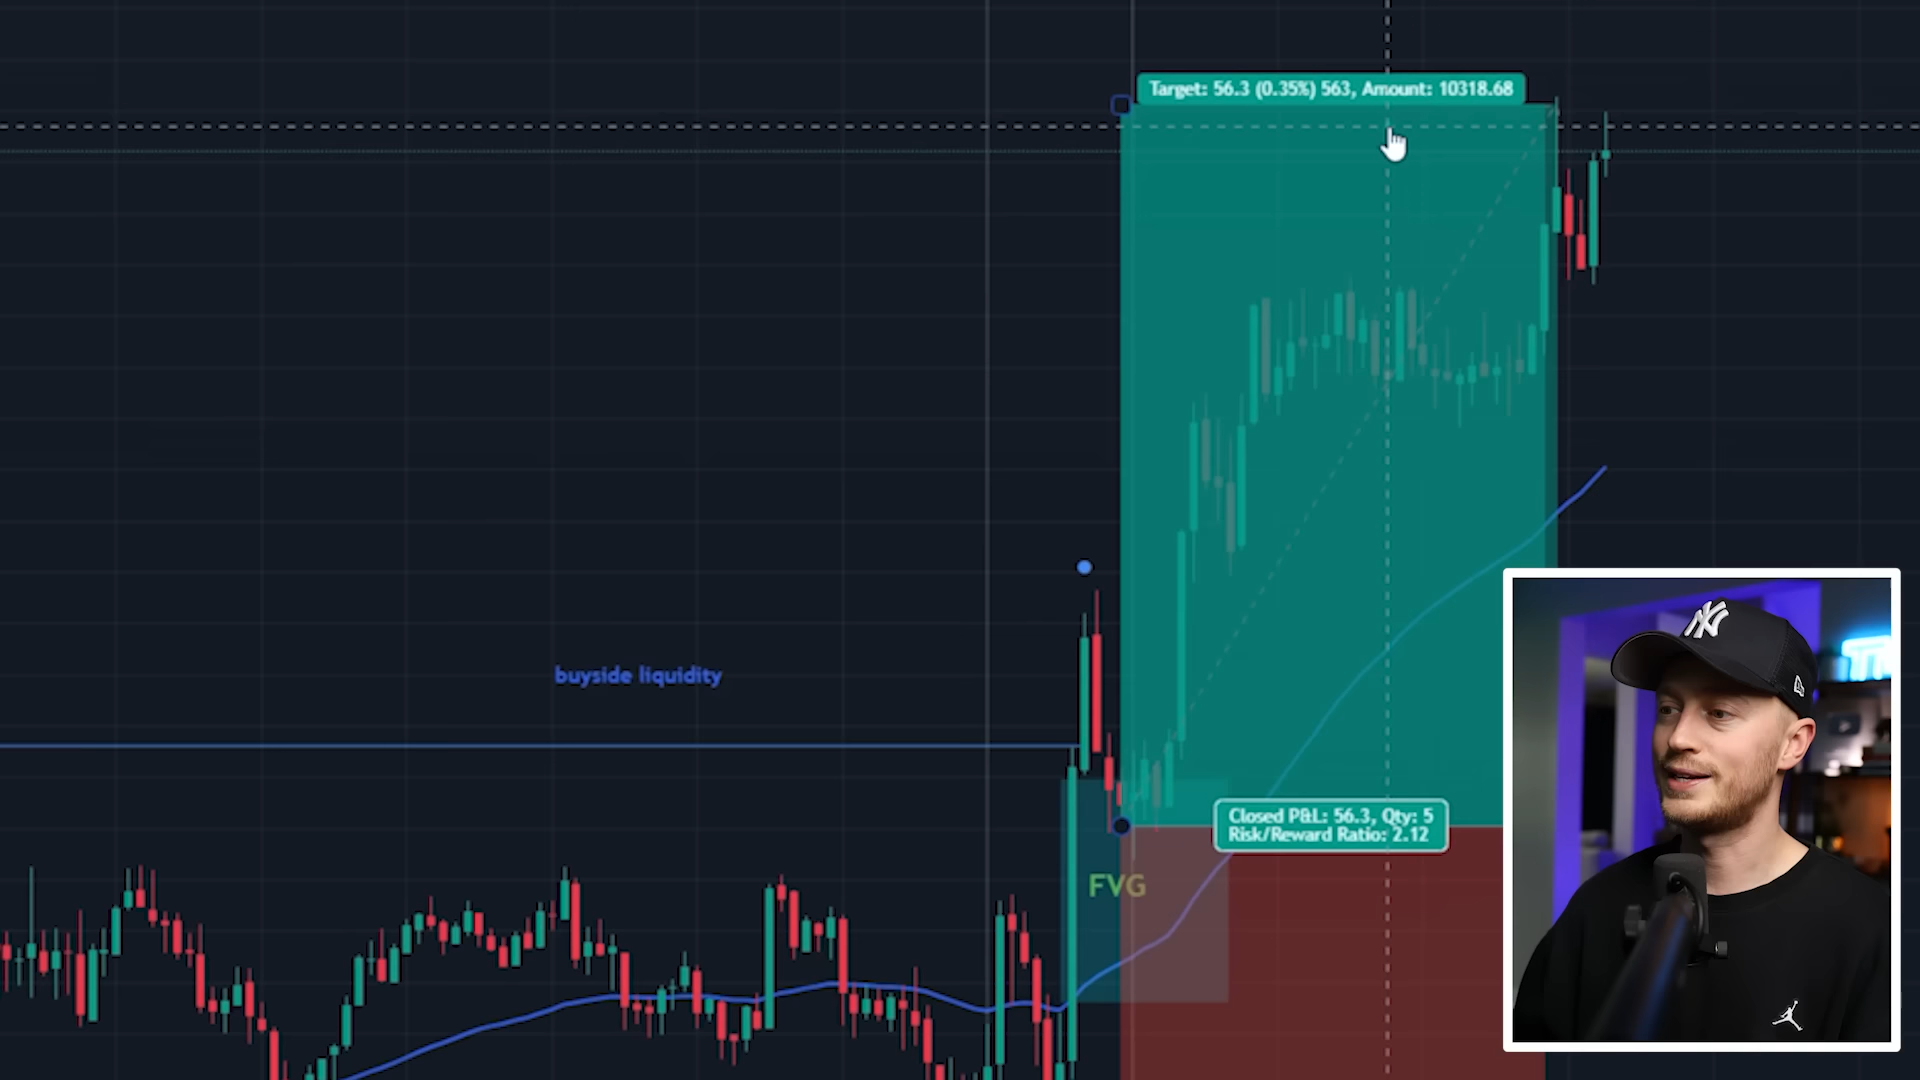 Target: 56.3 (0.35%) 563, Amount: 10318.68
buyside liquidity
Closed P&L: 56.3, Qty: 5
Risk/Reward Ratio: 2.12
FVG
NY